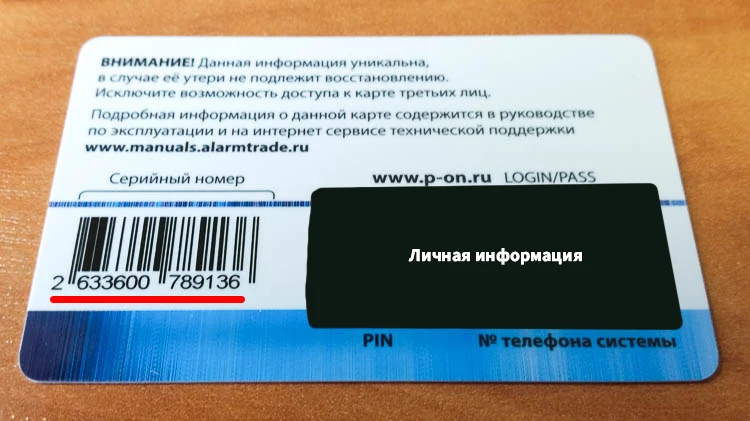 ВНИМАНИЕ! Данная информация уникальна,
в случае её утери не подлежит восстановлению.
Исключите возможность доступа к карте третьих лиц.
Подробная информация о данной карте содержится в руководстве
по эксплуатации и на интернет сервисе технической поддержки
www.manuals.alarmtrade.ru
Серийный номер
www.p-on.ru LOGIN/PASS
Личная информация
2 633600 789136
PIN
№ телефона системы